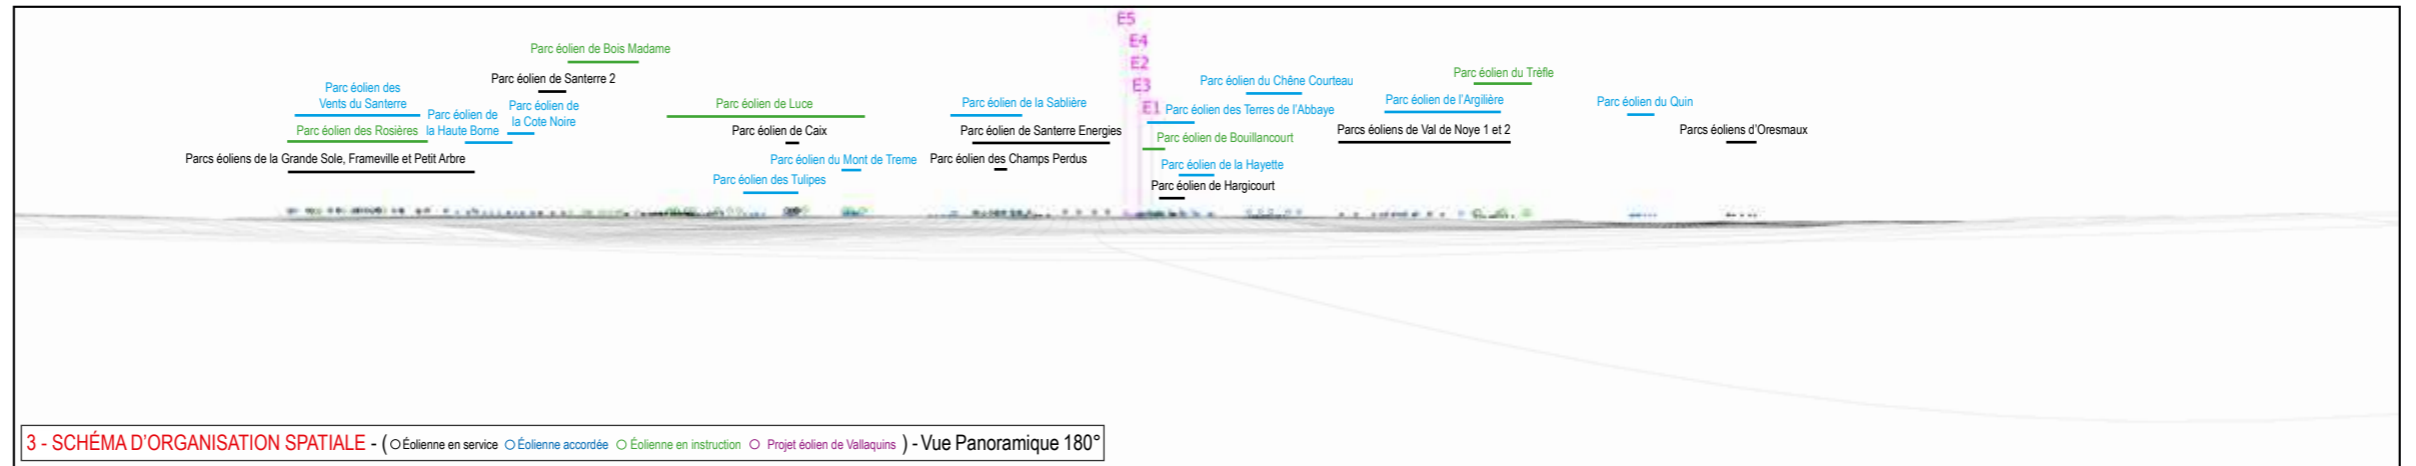 E5
E4
E2
E3
E1
Parc éolien de Bois Madame
Parc éolien de Santerre 2
Parc éolien des
Vents du Santerre
Parc éolien de
la Haute Borne
Parc éolien de
la Cote Noire
Parc éolien des Rosières
Parcs éoliens de la Grande Sole, Frameville et Petit Arbre
Parc éolien de Luce
Parc éolien de Caix
Parc éolien du Mont de Treme
Parc éolien des Tulipes
Parc éolien de la Sablière
Parc éolien de Santerre Energies
Parc éolien des Champs Perdus
Parc éolien du Chêne Courteau
Parc éolien des Terres de l'Abbaye
Parc éolien de Bouillancourt
Parc éolien de la Hayette
Parc éolien de Hargicourt
Parc éolien du Trèfle
Parc éolien de l'Argilière
Parcs éoliens de Val de Noye 1 et 2
Parc éolien du Quin
Parcs éoliens d'Oresmaux
3 - SCHÉMA D'ORGANISATION SPATIALE - ( Éolienne en service Éolienne accordée Éolienne en instruction Projet éolien de Vallaquins ) - Vue Panoramique 180°